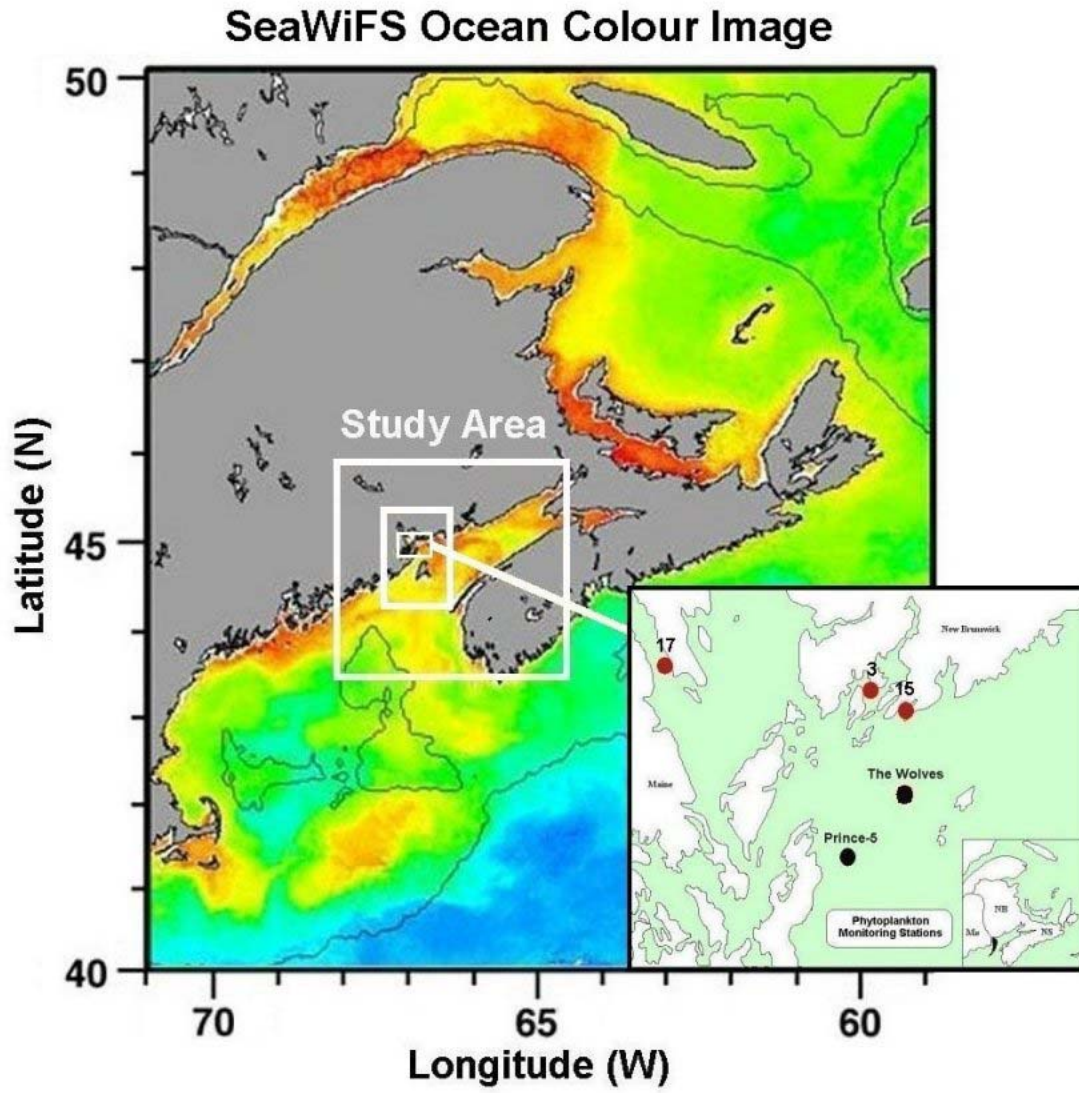 SeaWiFS Ocean Colour Image
50
45
40
Latitude (N)
Study Area
17
3
15
New Brunswick
Maine
The Wolves
Prince-5
Phytoplankton
Monitoring Stations
NB
Me
NS
70
65
60
Longitude (W)